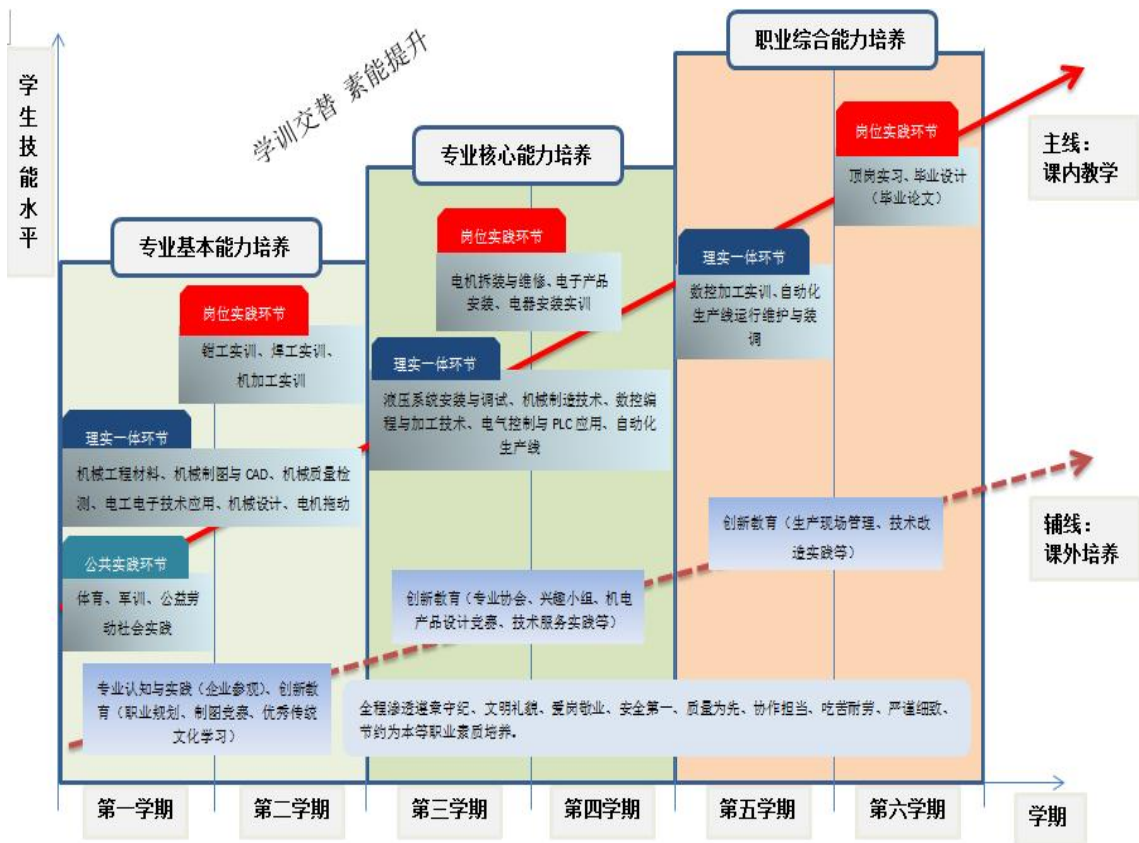 职业综合能力培养
学训交替 素能提升
学生技能水平
岗位实践环节
顶岗实习、毕业设计
（毕业论文）
主线：
课内教学
专业核心能力培养
岗位实践环节
电机拆装与维修、电子产品
安装、电器安装实训
理实一体环节
数控加工实训、自动化
生产线运行维护与装
调
专业基本能力培养
岗位实践环节
钳工实训、焊工实训、
机加工实训
理实一体环节
液压系统安装与调试、机械制造技术、数控编
程与加工技术、电气控制与 PLC 应用、自动化
生产线
理实一体环节
机械工程材料、机械制图与 CAD、机械质量检
测、电工电子技术应用、机械设计、电机拖动
公共实践环节
体育、军训、公益劳
动社会实践
创新教育（生产现场管理、技术改
造实践等）
辅线：
课外培养
创新教育（专业协会、兴趣小组、机电
产品设计竞赛、技术服务实践等）
专业认知与实践（企业参观）、创新教
育（职业规划、制图竞赛、优秀传统
文化学习）
全程渗透遵章守纪、文明礼貌、爱岗敬业、安全第一、质量为先、协作担当、吃苦耐劳、严谨细致、
节约为本等职业素质培养。
第一学期
第二学期
第三学期
第四学期
第五学期
第六学期
学期